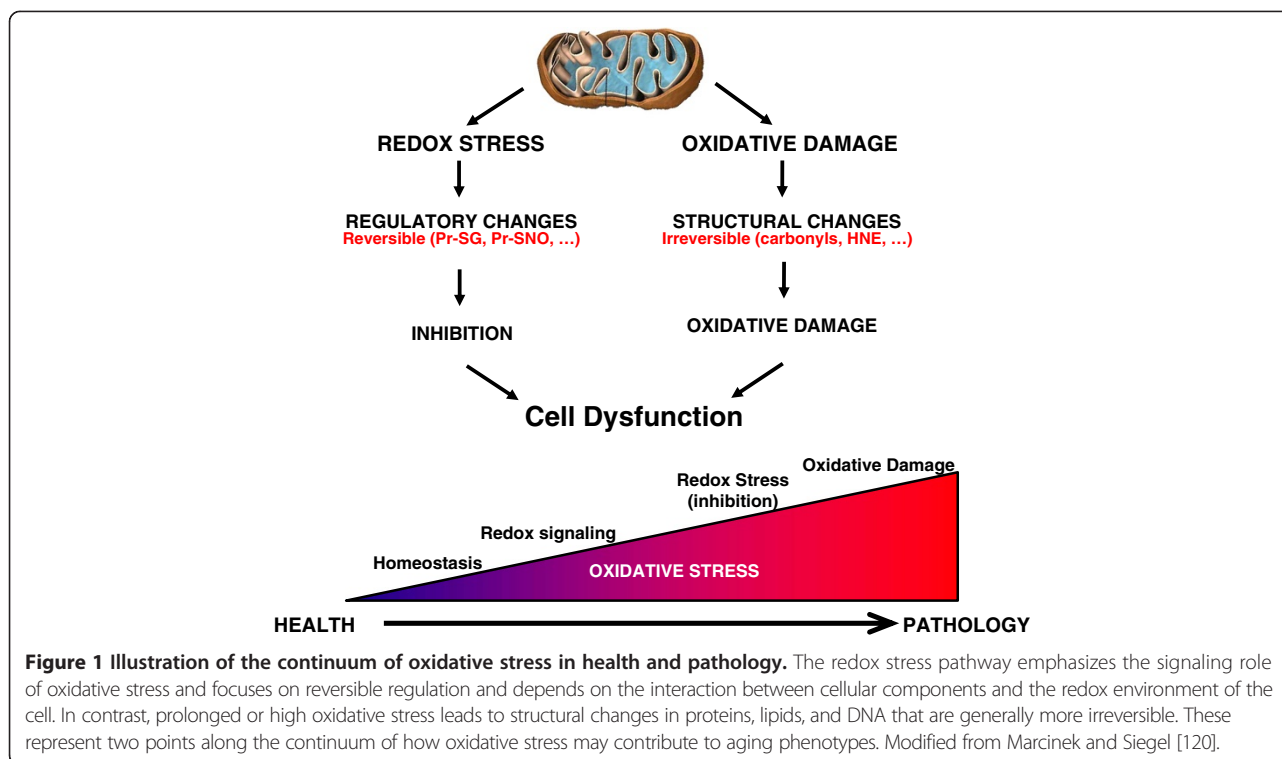 REDOX STRESS OXIDATIVE DAMAGE
REGULATORY CHANGES STRUCTURAL CHANGES
Reversible (Pr-SG, Pr-SNO, …) Irreversible (carbonyls, HNE, …)
INHIBITION OXIDATIVE DAMAGE
Cell Dysfunction
Oxidative Damage
Redox Stress
(inhibition)
Redox signaling
Homeostasis
OXIDATIVE STRESS
HEALTH PATHOLOGY
Figure 1 Illustration of the continuum of oxidative stress in health and pathology. The redox stress pathway emphasizes the signaling role
of oxidative stress and focuses on reversible regulation and depends on the interaction between cellular components and the redox environment of the
cell. In contrast, prolonged or high oxidative stress leads to structural changes in proteins, lipids, and DNA that are generally more irreversible. These
represent two points along the continuum of how oxidative stress may contribute to aging phenotypes. Modified from Marcinek and Siegel [120].